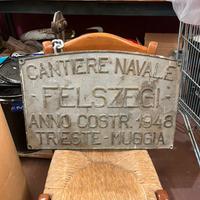 CANTIERE NAVALE
FELSZEGI
ANNO COSTR. 1948
TRIESTE-MUGGIA